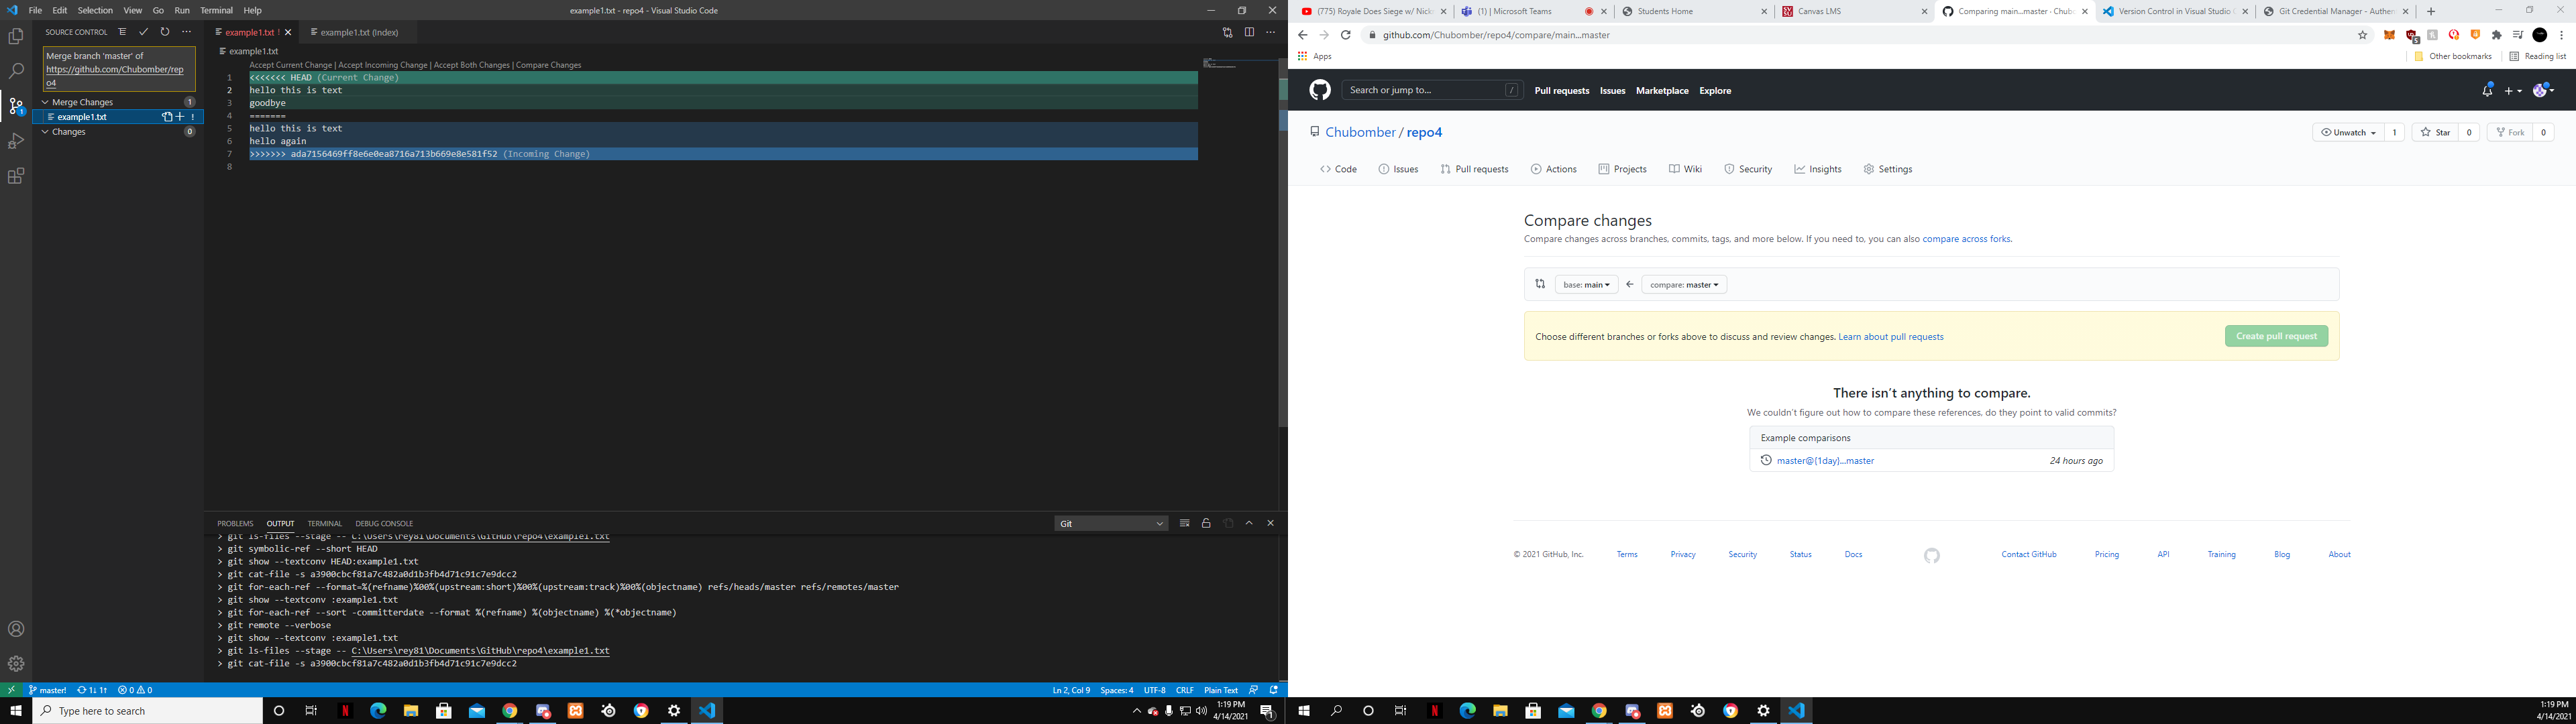 File Edit Selection View Go Run Terminal Help
example1.txt - repo4 - Visual Studio Code
SOURCE CONTROL
Merge branch 'master' of
https://github.com/Chubomber/rep
o4
Merge Changes 1
example1.txt !
Changes 0
1
example1.txt !
example1.txt (Index)
example1.txt
Accept Current Change | Accept Incoming Change | Accept Both Changes | Compare Changes
1 <<<<<<< HEAD (Current Change)
2 hello this is text
3 goodbye
4 =======
5 hello this is text
6 hello again
7 >>>>>>> ada7156469ff8e6e0ea8716a713b669e8e581f52 (Incoming Change)
8
PROBLEMS OUTPUT TERMINAL DEBUG CONSOLE
Git
> git ls-files --stage -- C:\Users\rey81\Documents\GitHub\repo4\example1.txt
> git symbolic-ref --short HEAD
> git show --textconv HEAD:example1.txt
> git cat-file -s a3900cbcf81a7c482a0d1b3fb4d71c91c7e9dcc2
> git for-each-ref --format=%(refname)%00%(upstream:short)%00%(upstream:track)%00%(objectname) refs/heads/master refs/remotes/master
> git show --textconv :example1.txt
> git for-each-ref --sort -committerdate --format %(refname) %(objectname) %(*objectname)
> git remote --verbose
> git show --textconv :example1.txt
> git ls-files --stage -- C:\Users\rey81\Documents\GitHub\repo4\example1.txt
> git cat-file -s a3900cbcf81a7c482a0d1b3fb4d71c91c7e9dcc2
master! 1↓ 1↑ 0 0
Ln 2, Col 9 Spaces: 4 UTF-8 CRLF Plain Text
Type here to search
1:19 PM
4/14/2021
1
(775) Royale Does Siege w/ Nick
(1) | Microsoft Teams
Students Home
Canvas LMS
Comparing main...master · Chub
Version Control in Visual Studio
Git Credential Manager - Authen
github.com/Chubomber/repo4/compare/main...master
Apps
Other bookmarks
Reading list
Search or jump to... /
Pull requests Issues Marketplace Explore
Chubomber / repo4
Unwatch 1
Star 0
Fork 0
Code Issues Pull requests Actions Projects Wiki Security Insights Settings
Compare changes
Compare changes across branches, commits, tags, and more below. If you need to, you can also compare across forks.
base: main
compare: master
Choose different branches or forks above to discuss and review changes. Learn about pull requests
Create pull request
There isn't anything to compare.
We couldn't figure out how to compare these references, do they point to valid commits?
Example comparisons
master@{1day}...master 24 hours ago
© 2021 GitHub, Inc. Terms Privacy Security Status Docs Contact GitHub Pricing API Training Blog About
1:19 PM
4/14/2021